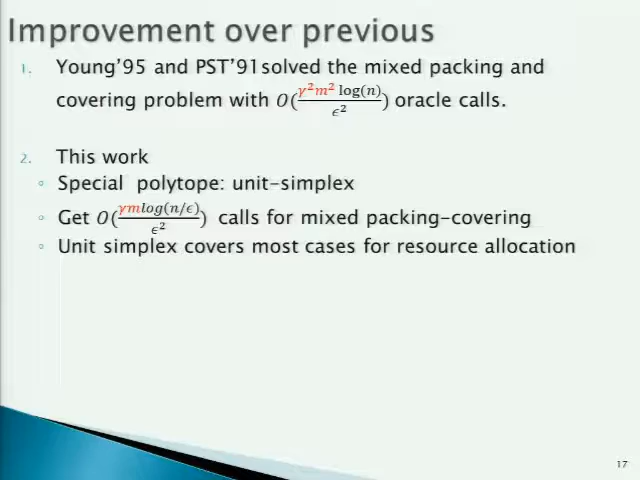 Improvement over previous
1. Young'95 and PST'91solved the mixed packing and
covering problem with O(γ²m² log(n)/ϵ²) oracle calls.
2. This work
◦ Special polytope: unit-simplex
◦ Get O(γmlog(n/ϵ)/ϵ²) calls for mixed packing-covering
◦ Unit simplex covers most cases for resource allocation
17